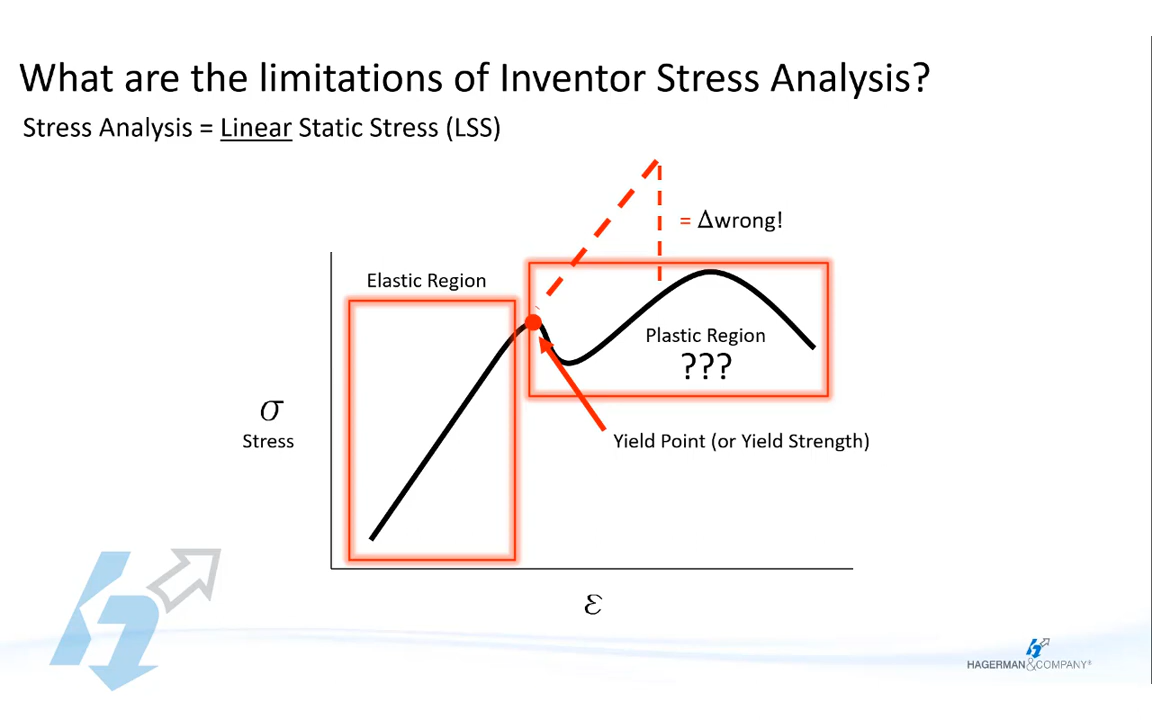 What are the limitations of Inventor Stress Analysis?
Stress Analysis = Linear Static Stress (LSS)
= Δwrong!
Elastic Region
Plastic Region
???
σ
Stress
Yield Point (or Yield Strength)
ε
HAGERMAN&COMPANY®